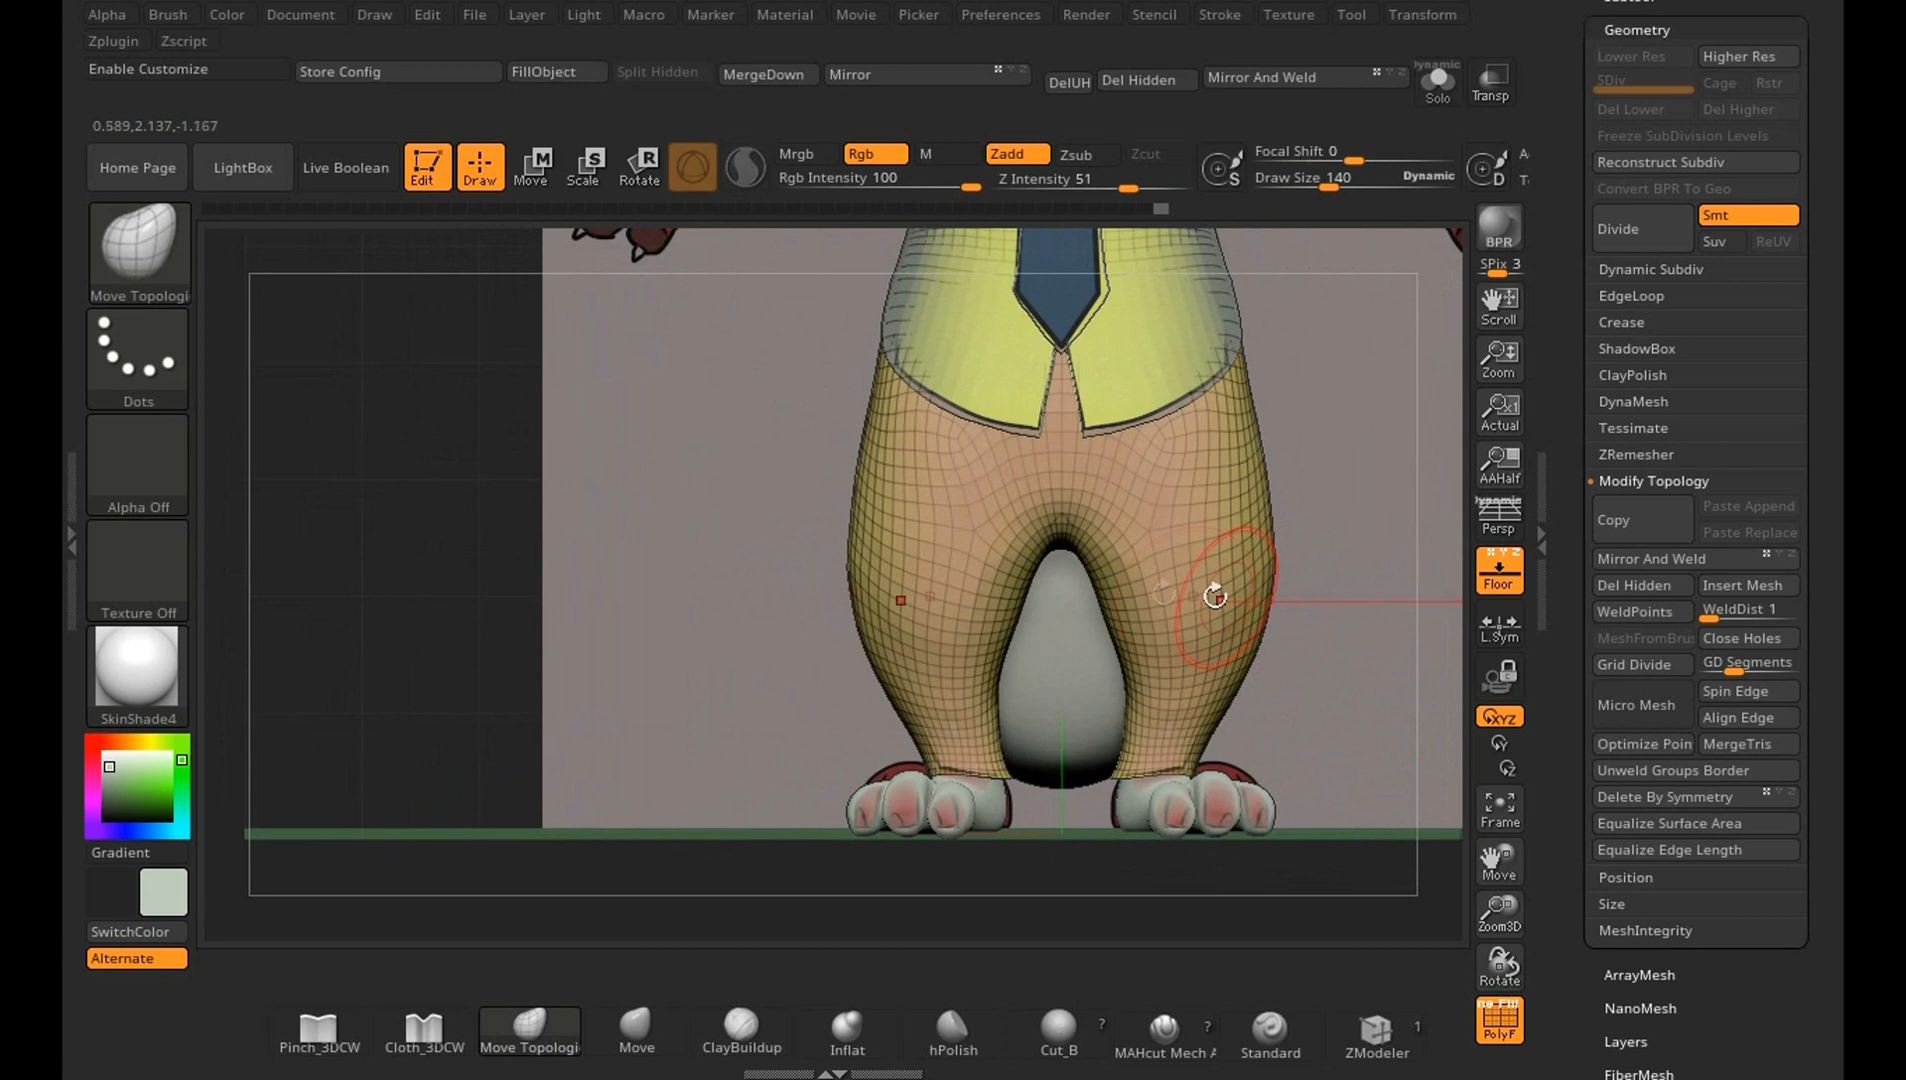 Alpha Brush Color Document Draw Edit File Layer Light Macro Marker Material Movie Picker Preferences Render Stencil Stroke Texture Tool Transform
Zplugin Zscript
Enable Customize Store Config FillObject Split Hidden MergeDown Mirror DelUH Del Hidden Mirror And Weld Solo Transp
0.589,2.137,-1.167
Home Page LightBox Live Boolean Edit Draw Move Scale Rotate
Mrgb Rgb M Zadd Zsub Zcut Focal Shift 0
Rgb Intensity 100 Z Intensity 51 Draw Size 140 Dynamic
Move Topologi
Dots
Alpha Off
Texture Off
SkinShade4
Gradient
SwitchColor
Alternate
BPR
SPix 3
Scroll
Zoom
Actual
AAHalf
Persp
Floor
L.Sym
XYZ
Y
Z
Frame
Move
Zoom3D
Rotate
PolyF
Geometry
Lower Res Higher Res
SDiv Cage Rstr
Del Lower Del Higher
Freeze SubDivision Levels
Reconstruct Subdiv
Convert BPR To Geo
Divide Smt
Suv ReUV
Dynamic Subdiv
EdgeLoop
Crease
ShadowBox
ClayPolish
DynaMesh
Tessimate
ZRemesher
Modify Topology
Copy Paste Append
Paste Replace
Mirror And Weld
Del Hidden Insert Mesh
WeldPoints WeldDist 1
MeshFromBru Close Holes
Grid Divide GD Segments
Micro Mesh Spin Edge
Align Edge
Optimize Poin MergeTris
Unweld Groups Border
Delete By Symmetry
Equalize Surface Area
Equalize Edge Length
Position
Size
MeshIntegrity
ArrayMesh
NanoMesh
Layers
FiberMesh
Pinch_3DCW Cloth_3DCW Move Topologi Move ClayBuildup Inflat hPolish Cut_B ? MAHcut Mech A ? Standard ZModeler 1